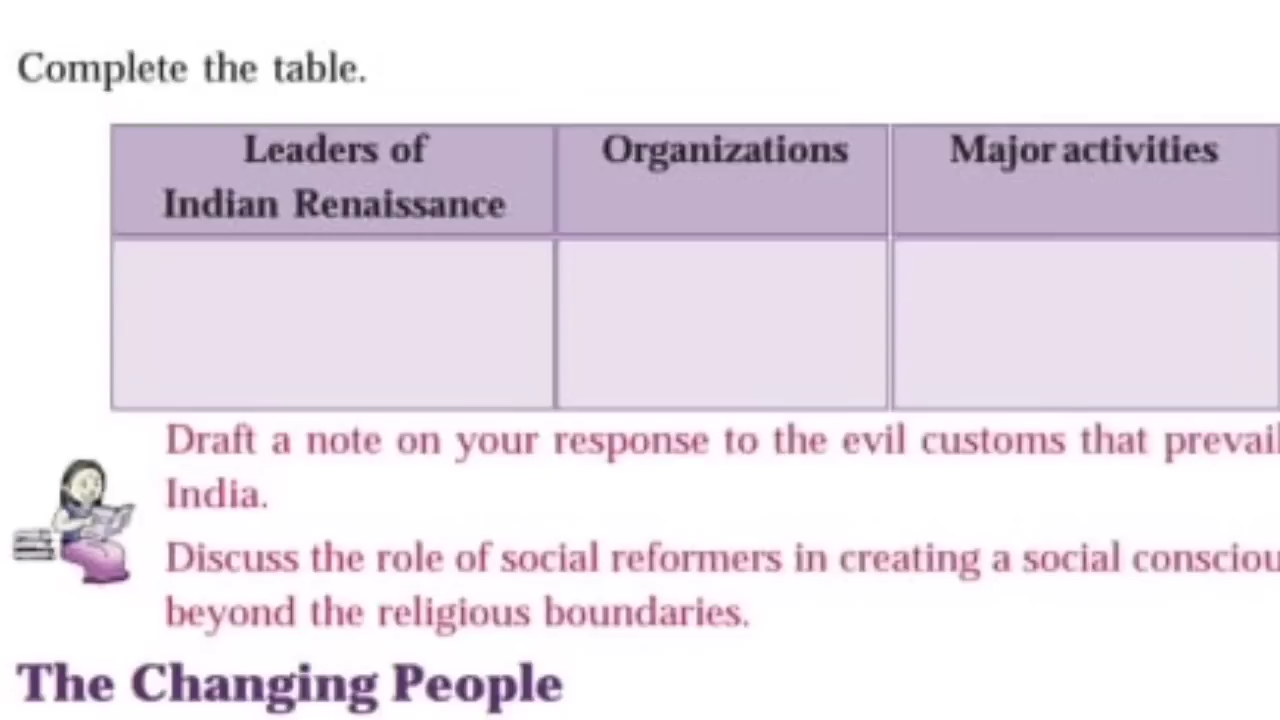 Complete the table.
Leaders of
Indian Renaissance
Organizations
Major activities
Draft a note on your response to the evil customs that prevail
India.
Discuss the role of social reformers in creating a social consciou
beyond the religious boundaries.
The Changing People